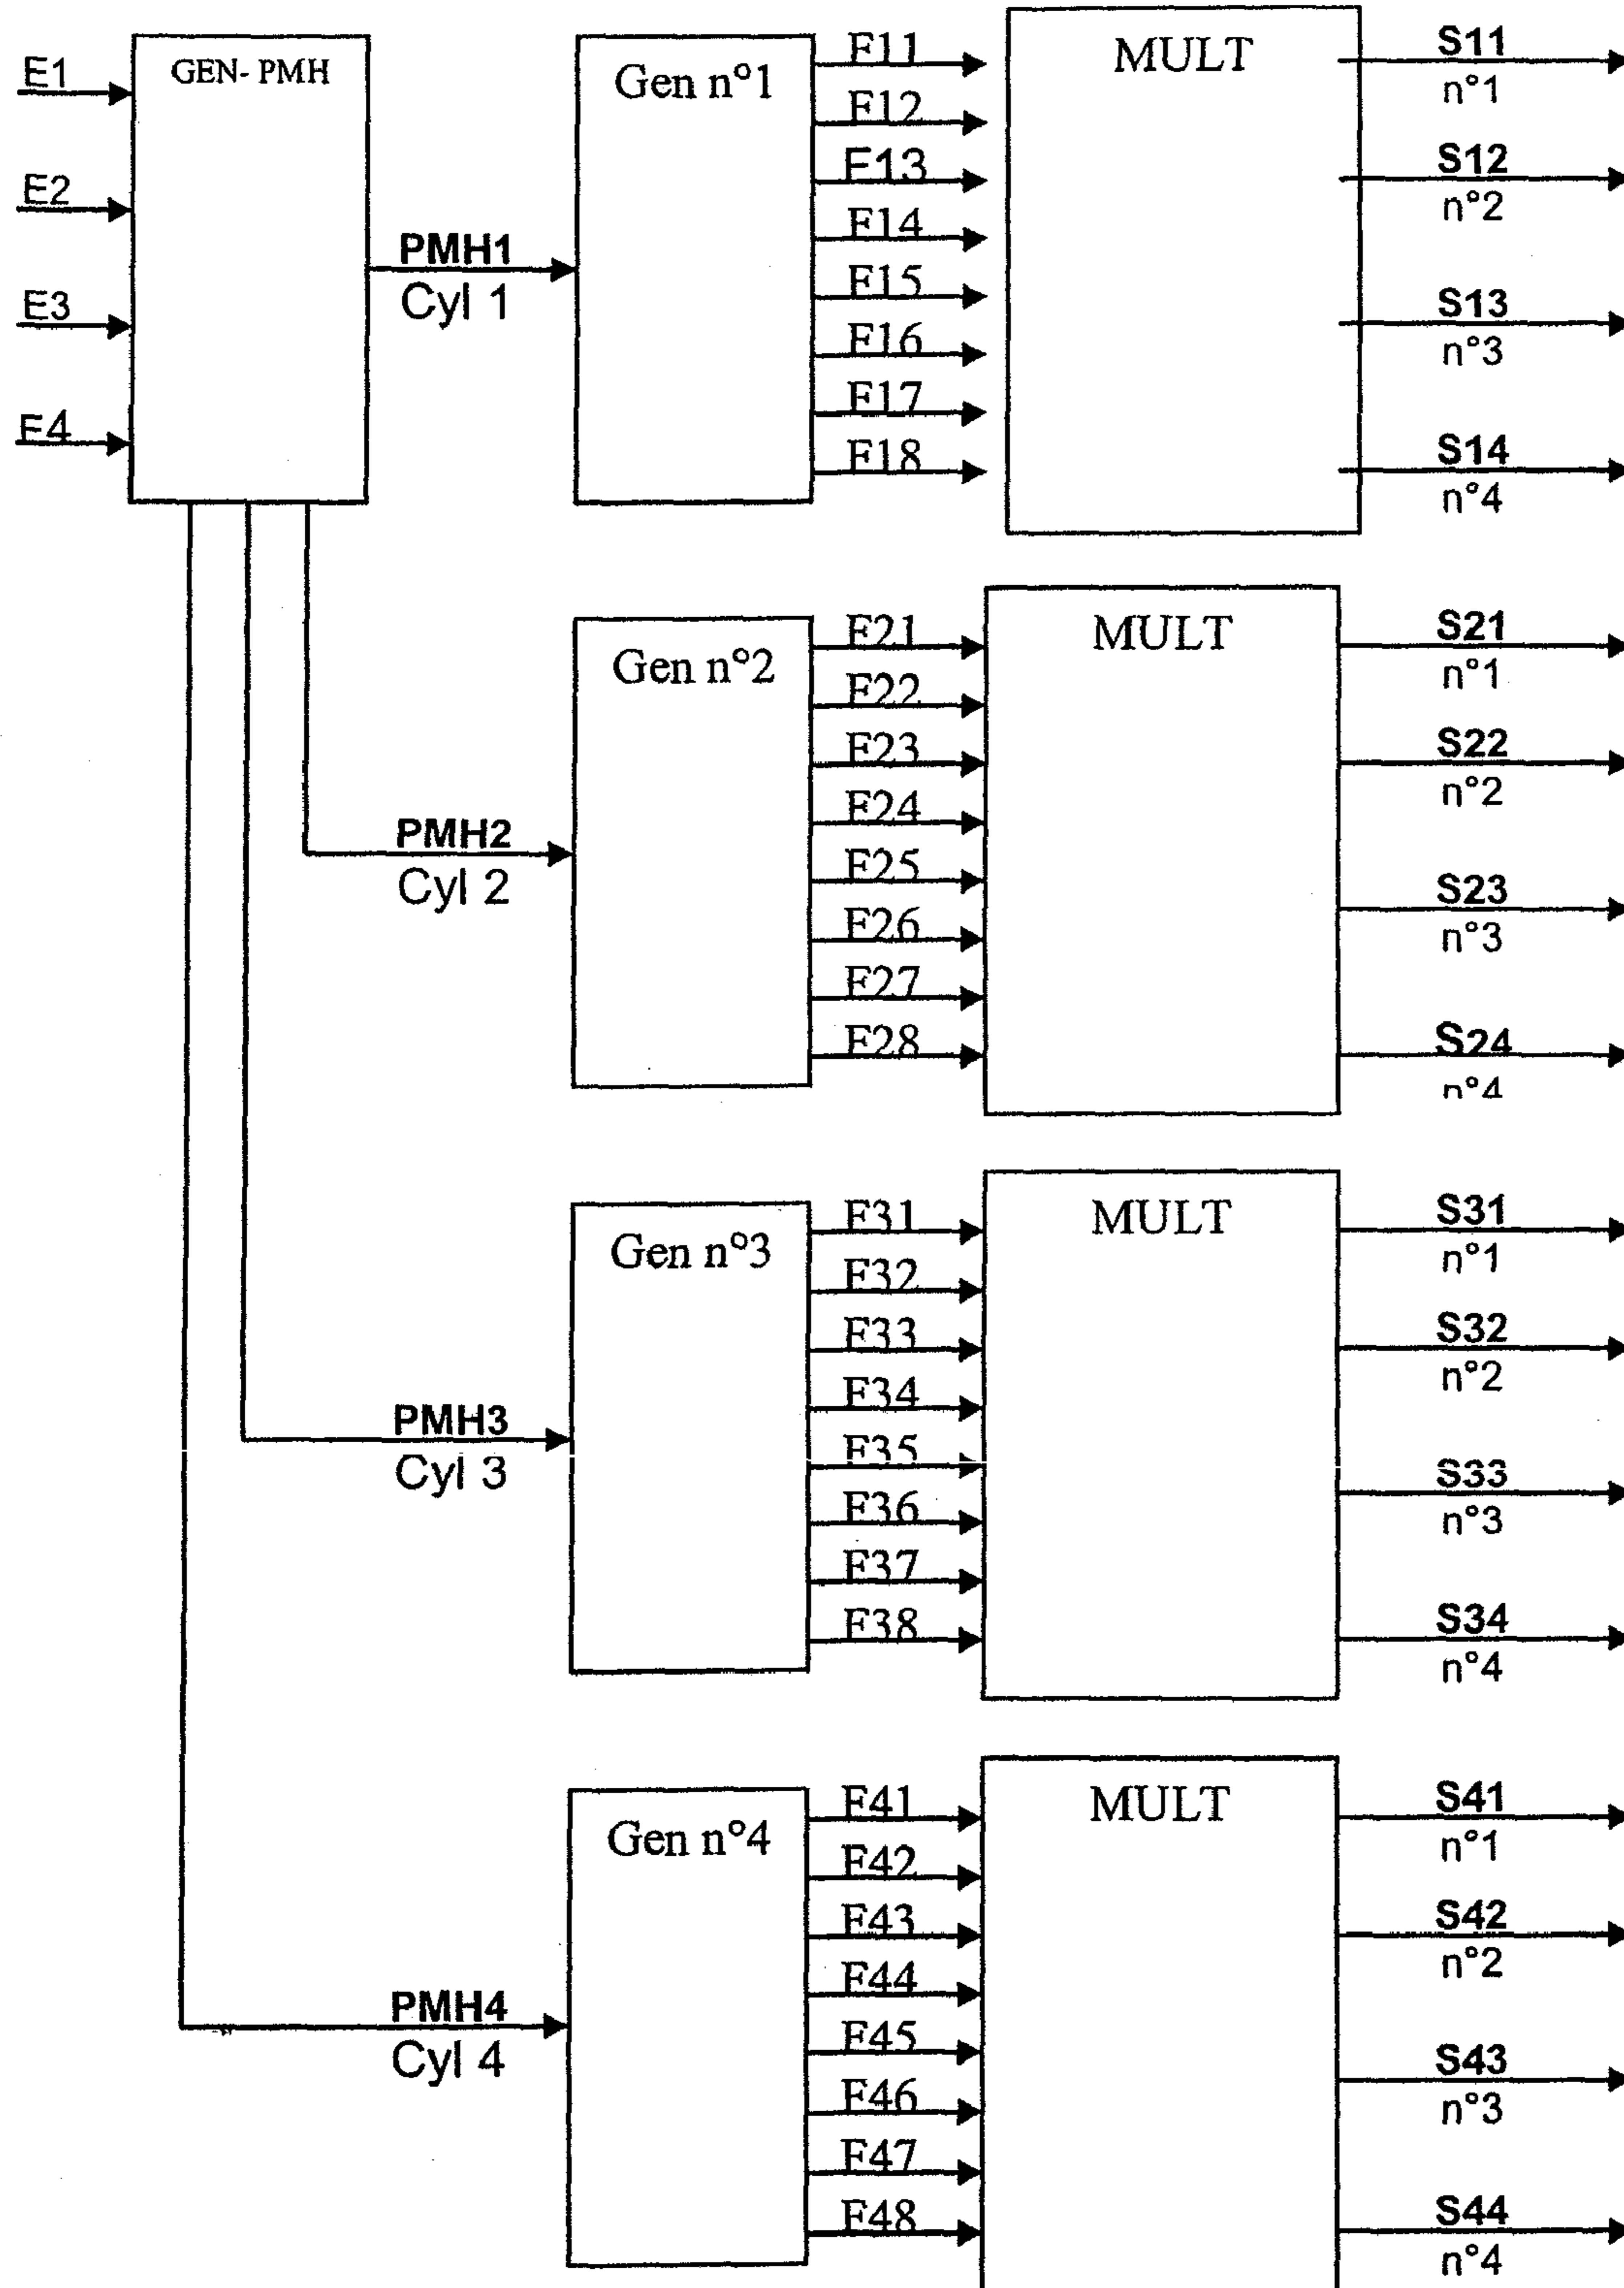 E1
E2
E3
E4
GEN- PMH
PMH1
Cyl 1
Gen n°1
F11
F12
F13
F14
F15
F16
F17
F18
MULT
S11
n°1
S12
n°2
S13
n°3
S14
n°4
PMH2
Cyl 2
Gen n°2
F21
F22
F23
F24
F25
F26
F27
F28
MULT
S21
n°1
S22
n°2
S23
n°3
S24
n°4
PMH3
Cyl 3
Gen n°3
F31
F32
F33
F34
F35
F36
F37
F38
MULT
S31
n°1
S32
n°2
S33
n°3
S34
n°4
PMH4
Cyl 4
Gen n°4
F41
F42
F43
F44
F45
F46
F47
F48
MULT
S41
n°1
S42
n°2
S43
n°3
S44
n°4